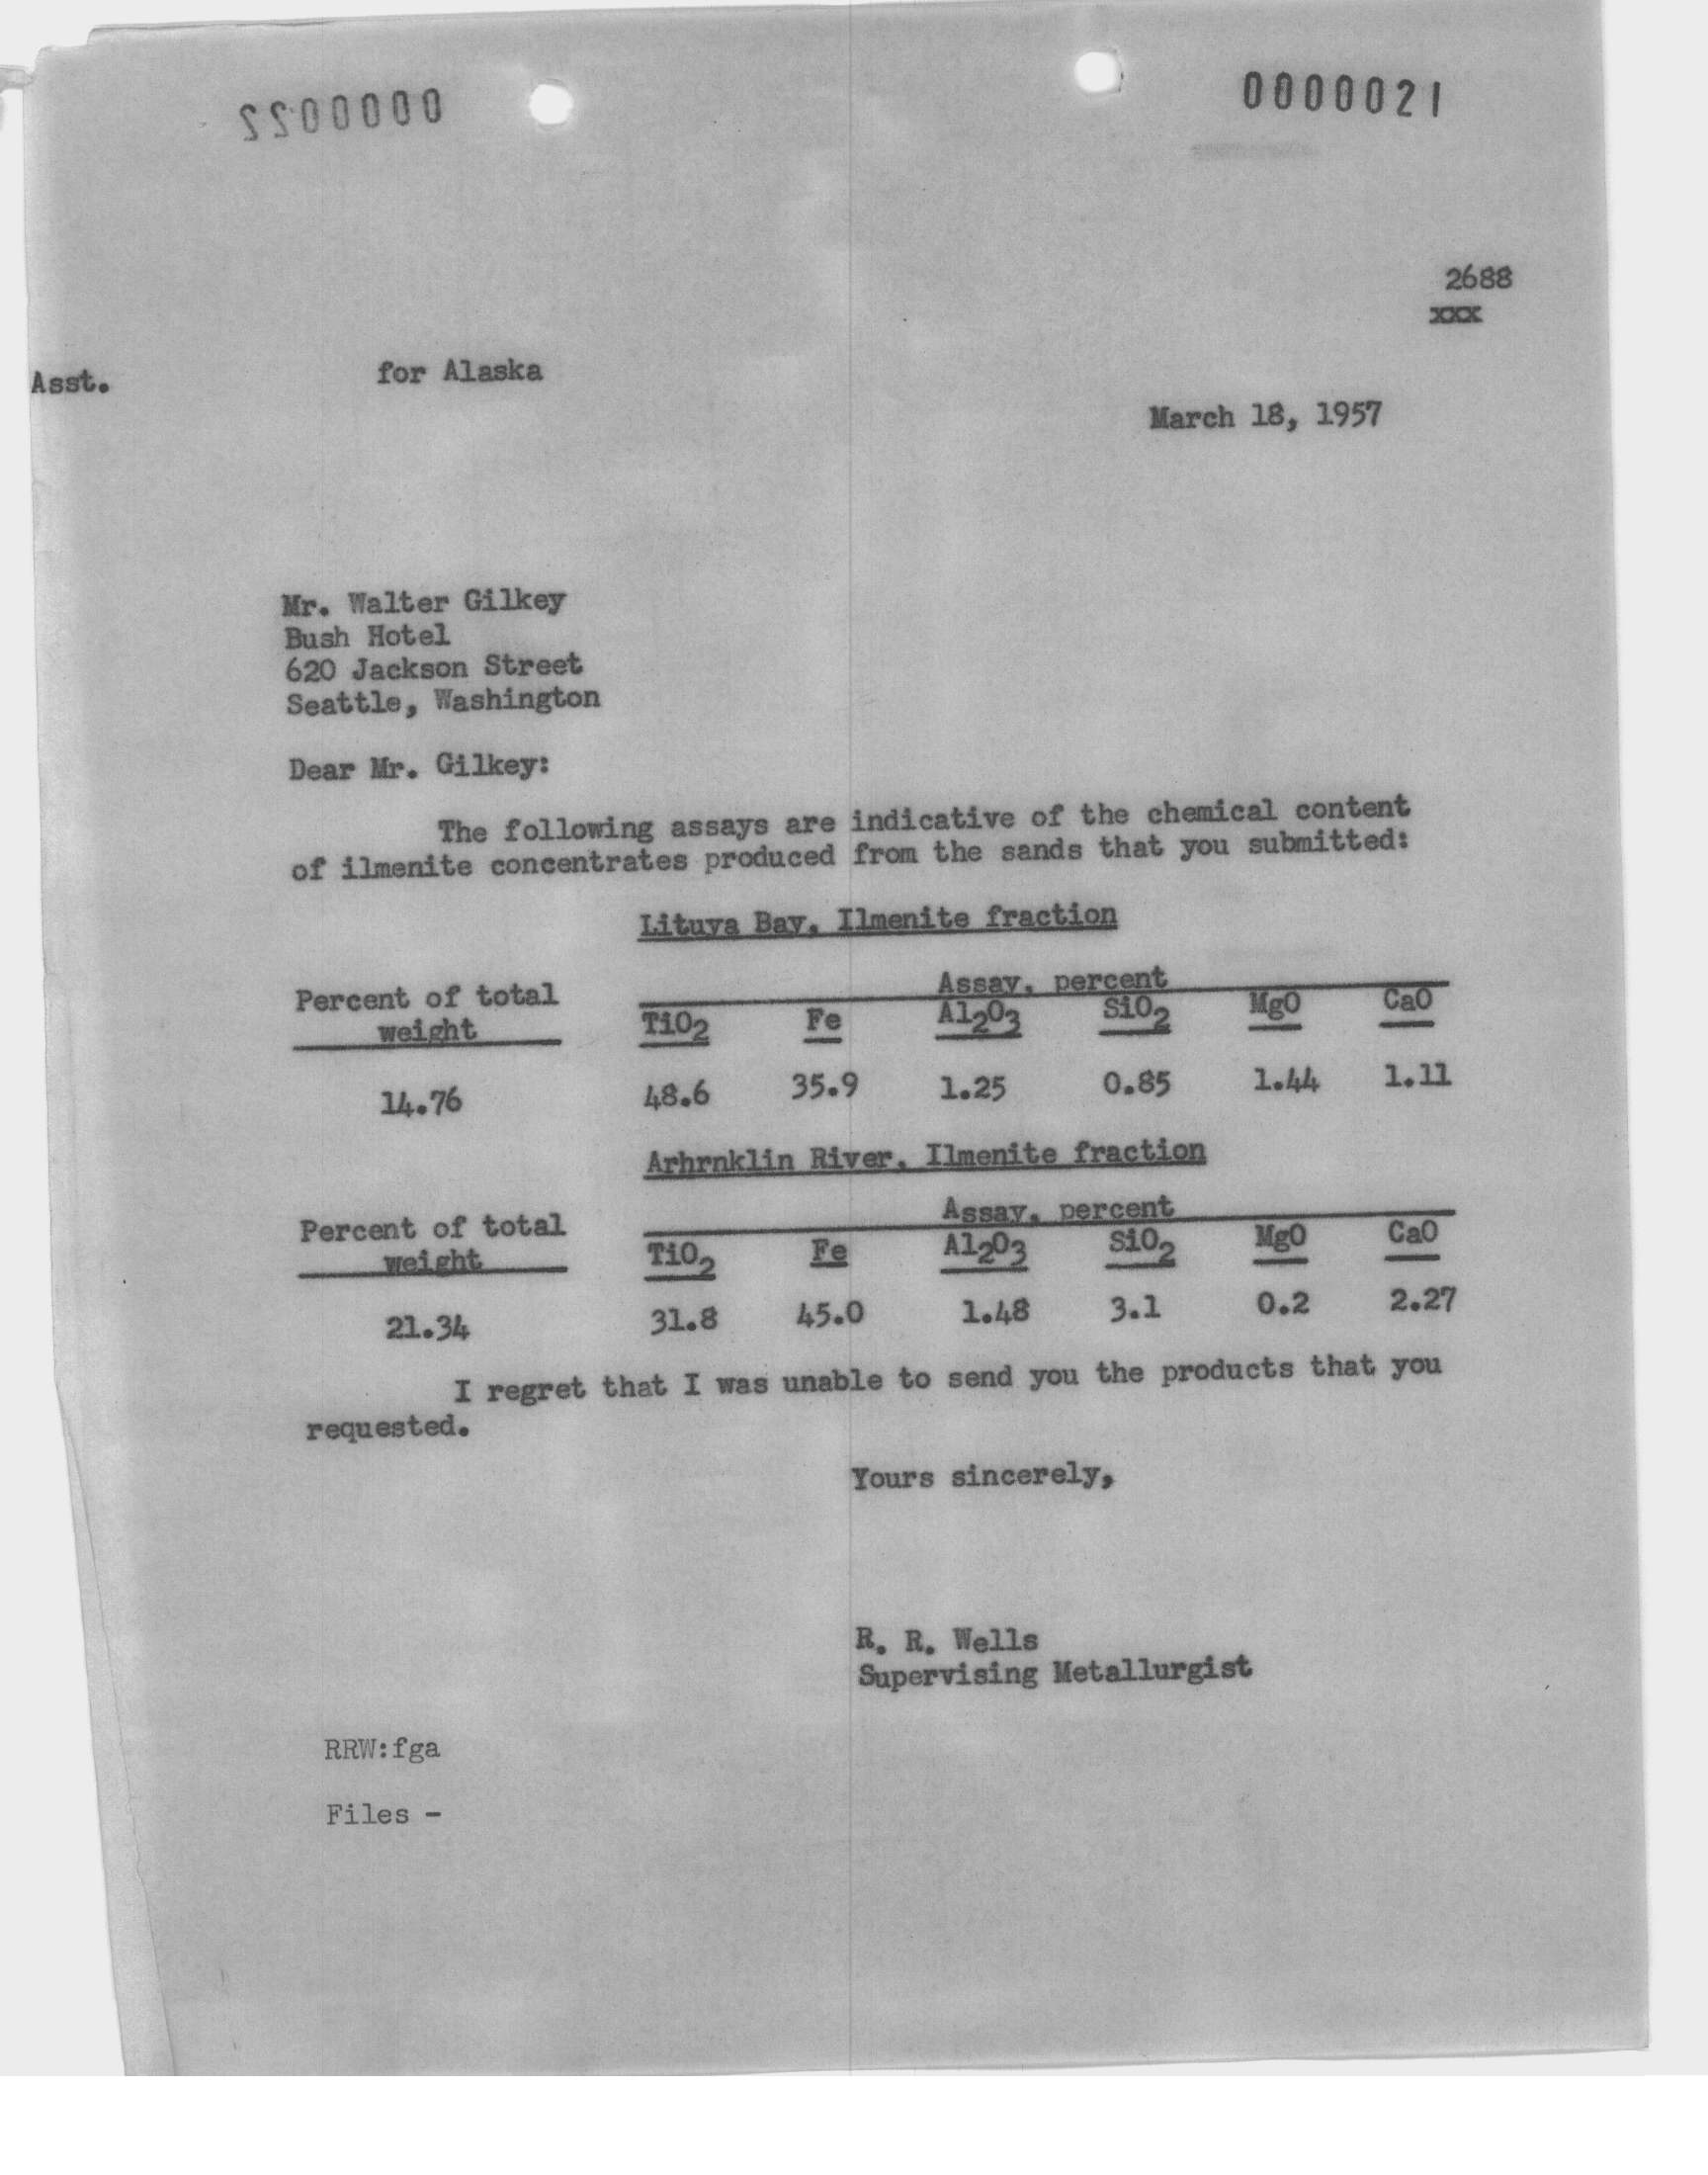 0000022
0000021
2688
xxx
Ast. for Alaska
March 18, 1957
Mr. Walter Gilkey
Bush Hotel
620 Jackson Street
Seattle, Washington
Dear Mr. Gilkey:
The following assays are indicative of the chemical content
of ilmenite concentrates produced from the sands that you submitted:
Lituya Bay, Ilmenite fraction
Assay, percent
Percent of total
weight TiO2 Fe Al2O3 SiO2 MgO CaO
14.76 48.6 35.9 1.25 0.85 1.44 1.11
Arhrnklin River, Ilmenite fraction
Assay, percent
Percent of total
weight TiO2 Fe Al2O3 SiO2 MgO CaO
21.34 31.8 45.0 1.48 3.1 0.2 2.27
I regret that I was unable to send you the products that you
requested.
Yours sincerely,
R. R. Wells
Supervising Metallurgist
RRW:fga
Files -